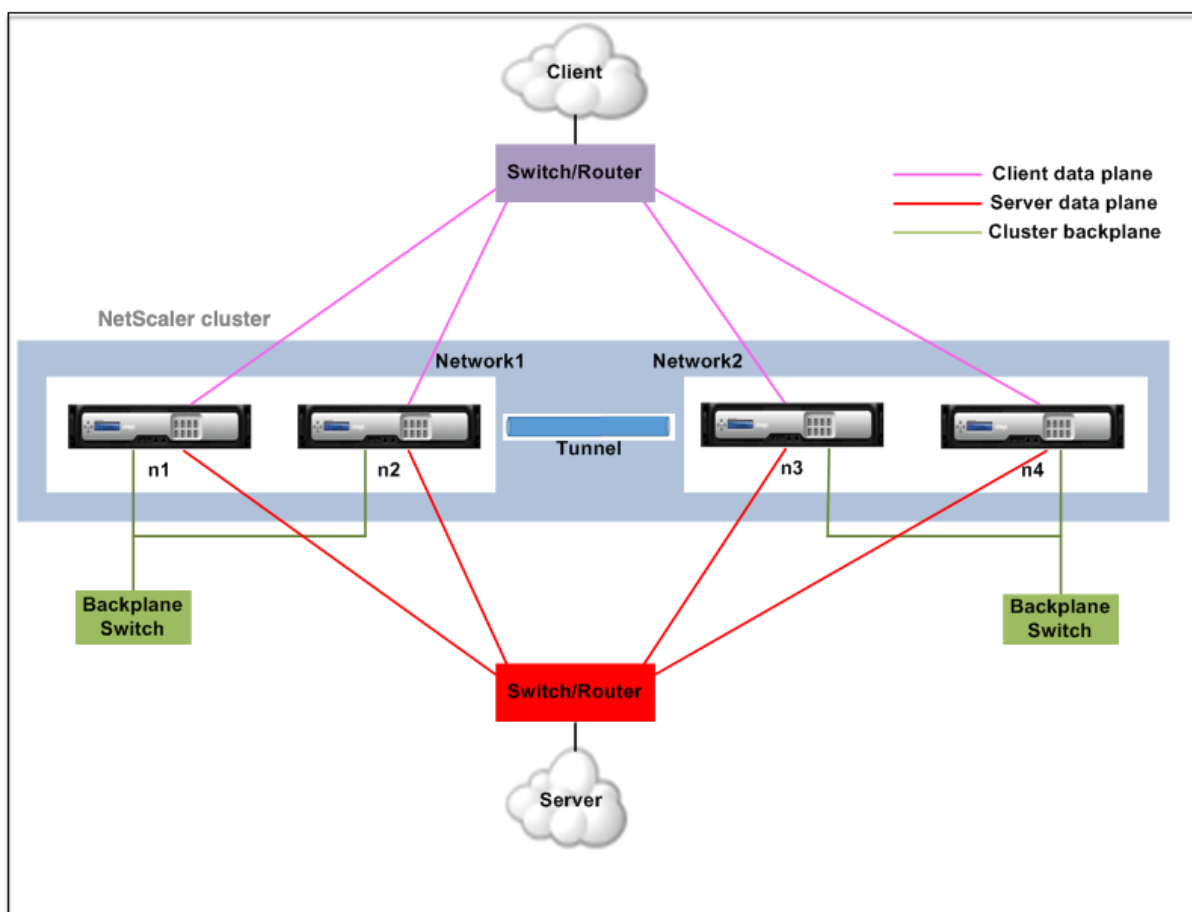 Client
Switch/Router
Client data plane
Server data plane
Cluster backplane
NetScaler cluster
Network1
Network2
Tunnel
n1
n2
n3
n4
Backplane
Switch
Backplane
Switch
Switch/Router
Server